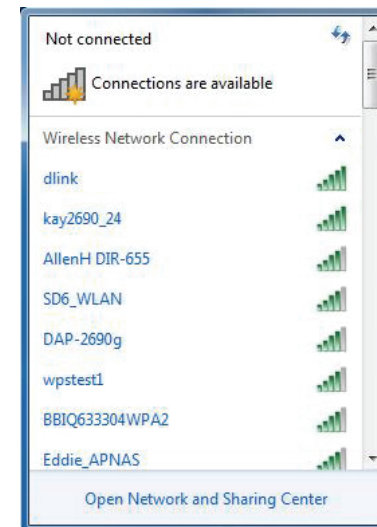 Not connected
Connections are available
Wireless Network Connection
dlink
kay2690_24
AllenH DIR-655
SD6_WLAN
DAP-2690g
wpstest1
BBIQ633304WPA2
Eddie_APNAS
Open Network and Sharing Center